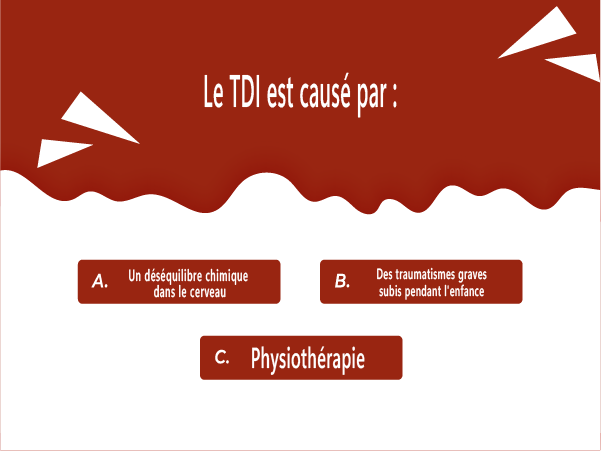 Le TDI est causé par :
A. Un déséquilibre chimique
dans le cerveau
B. Des traumatismes graves
subis pendant l'enfance
C. Physiothérapie